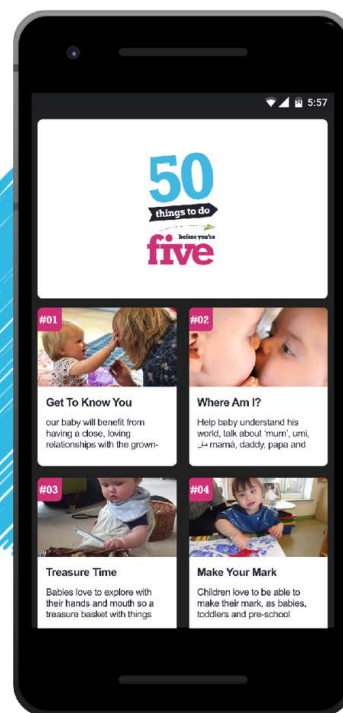 5:57
50
things to do
before you're
five
#01
Get To Know You
our baby will benefit from
having a close, loving
relationships with the grown-
#02
Where Am I?
Help baby understand his
world, talk about 'mum', umi,
mamá, daddy, papa and
#03
Treasure Time
Babies love to explore with
their hands and mouth so a
treasure basket with things
#04
Make Your Mark
Children love to be able to
make their mark, as babies,
toddlers and pre-school